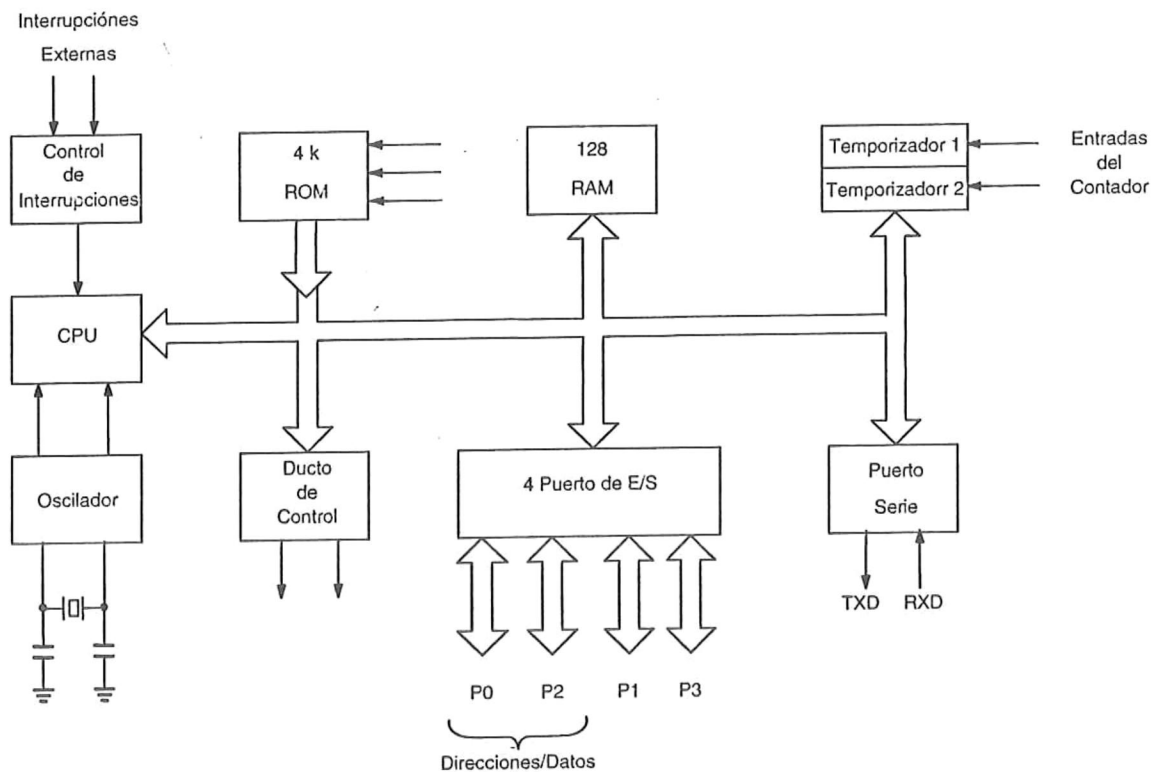 Interrupciónes
Externas
Control
de
Interrupciones
4 k
ROM
128
RAM
Temporizador 1
Temporizadorr 2
Entradas
del
Contador
CPU
Oscilador
Ducto
de
Control
4 Puerto de E/S
Puerto
Serie
TXD RXD
P0 P2 P1 P3
Direcciones/Datos